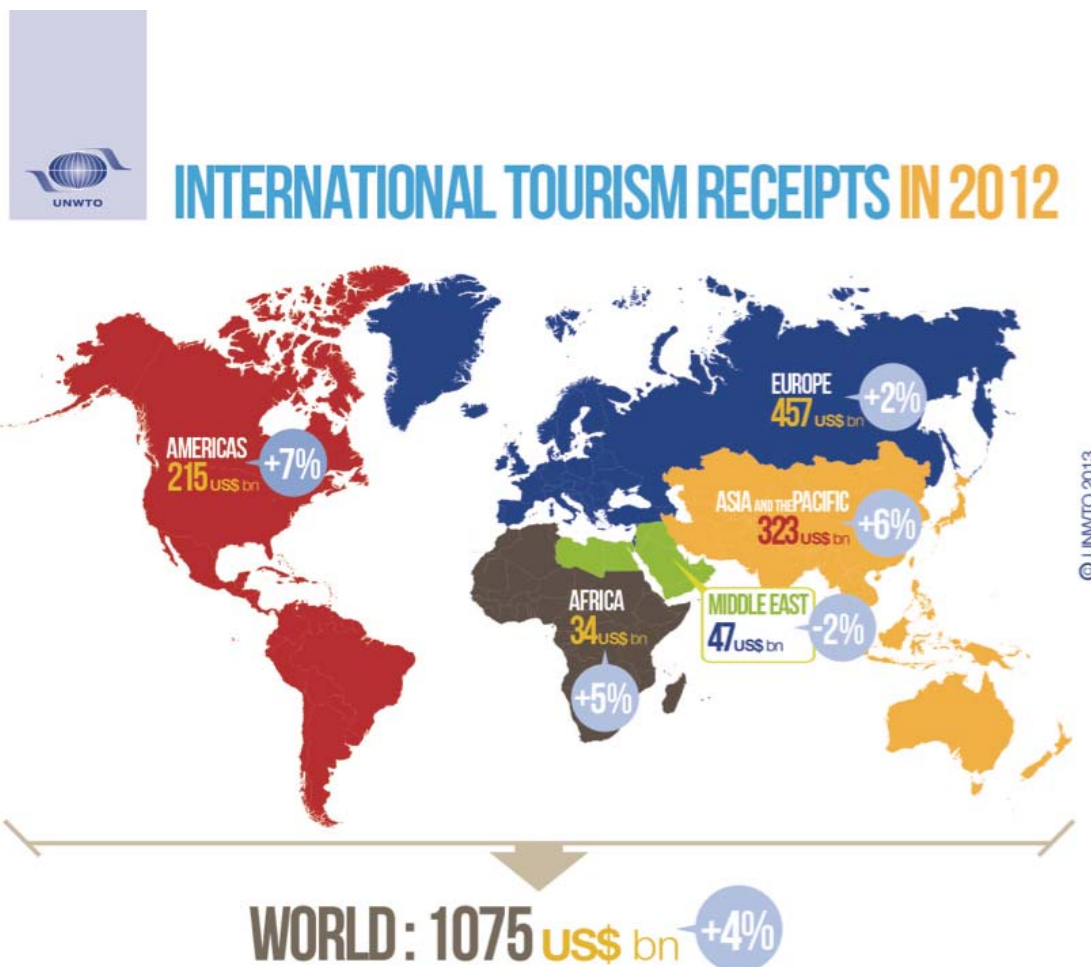 UNWTO
INTERNATIONAL TOURISM RECEIPTS IN 2012
EUROPE
457 US$ bn
+2%
AMERICAS
215 US$ bn
+7%
ASIA AND THE PACIFIC
323 US$ bn
+6%
AFRICA
34 US$ bn
+5%
MIDDLE EAST
47 US$ bn
-2%
© UNWTO 2013
WORLD : 1075 US$ bn +4%